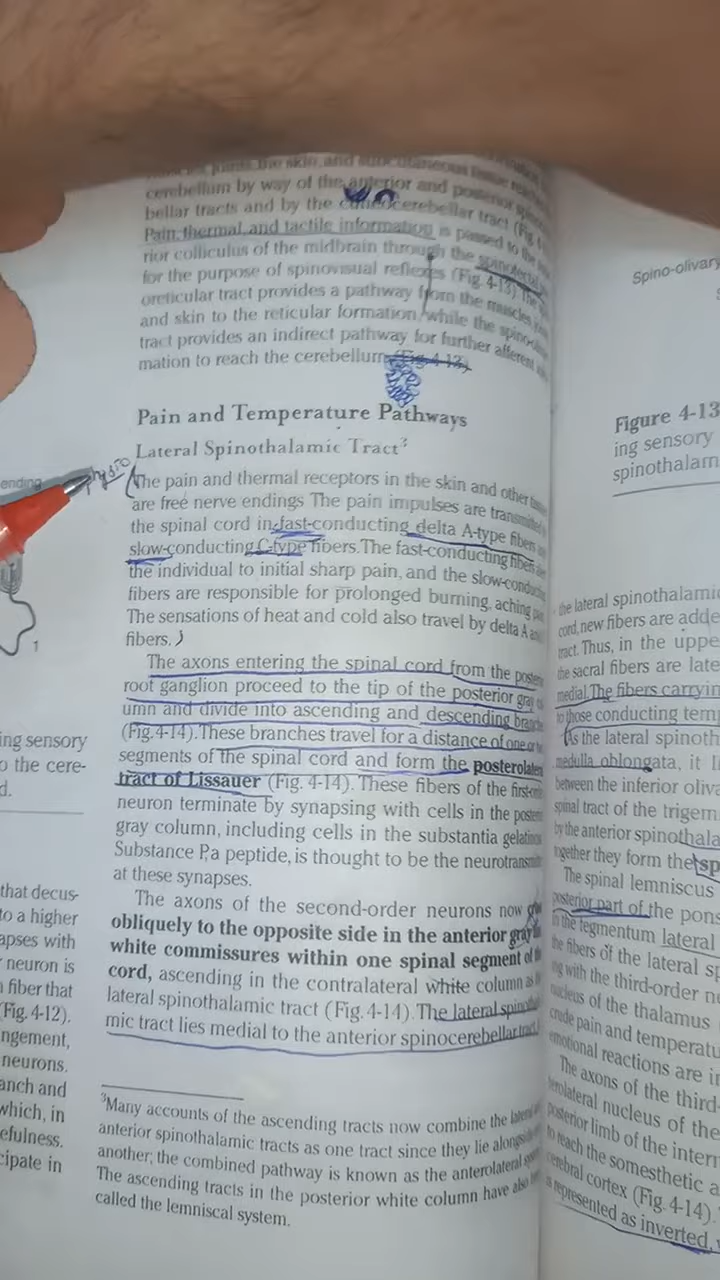 cerebellum by way of the anterior and posterior
bellar tracts and by the cuneocerebellar tract (Fig.
Pain, thermal, and tactile information is passed to the
rior colliculus of the midbrain through the spinotectal
for the purpose of spinovisual reflexes (Fig. 4-13). The
oreticular tract provides a pathway from the muscles,
and skin to the reticular formation, while the spino-
tract provides an indirect pathway for further afferent
mation to reach the cerebellum (Fig. 4-13).
Pain and Temperature Pathways
Lateral Spinothalamic Tract³
physio
The pain and thermal receptors in the skin and other
are free nerve endings The pain impulses are transmitted
the spinal cord in fast-conducting delta A-type fibers
slow-conducting C-type fibers. The fast-conducting fibers
the individual to initial sharp pain, and the slow-conduc
fibers are responsible for prolonged burning, aching
The sensations of heat and cold also travel by delta A
fibers.
The axons entering the spinal cord from the posterior
root ganglion proceed to the tip of the posterior gray
umn and divide into ascending and descending
(Fig. 4-14). These branches travel for a distance of one or
segments of the spinal cord and form the posterolateral
tract of Lissauer (Fig. 4-14). These fibers of the first-
neuron terminate by synapsing with cells in the
gray column, including cells in the substantia
Substance P, a peptide, is thought to be the
at these synapses.
The axons of the second-order neurons now
obliquely to the opposite side in the anterior gray
white commissures within one spinal segment of
cord, ascending in the contralateral white column as
lateral spinothalamic tract (Fig. 4-14). The lateral
mic tract lies medial to the anterior spinocerebellar tract
³Many accounts of the ascending tracts now combine the lateral
anterior spinothalamic tracts as one tract since they lie
another; the combined pathway is known as the anterolateral
The ascending tracts in the posterior white column have also
called the lemniscal system.
ending
1
ing sensory
o the cere-
d.
that decus-
to a higher
apses with
neuron is
fiber that
Fig. 4-12).
ngement,
neurons.
anch and
which, in
efulness.
cipate in
Spino-olivary
Figure 4-13
ing sensory
spinothalam
the lateral spinothalamic
cord, new fibers are adde
tract. Thus, in the uppe
the sacral fibers are late
medial. The fibers carryin
to those conducting tem
As the lateral spinoth
medulla oblongata, it l
between the inferior oliva
spinal tract of the trigem
by the anterior spinothala
together they form the sp
The spinal lemniscus
posterior part of the pons
in the tegmentum lateral
the fibers of the lateral sp
ng with the third-order
nucleus of the thalamus
crude pain and temperatu
emotional reactions are in
The axons of the third-
terolateral nucleus of the
posterior limb of the intern
to reach the somesthetic a
cerebral cortex (Fig. 4-14).
represented as inverted,